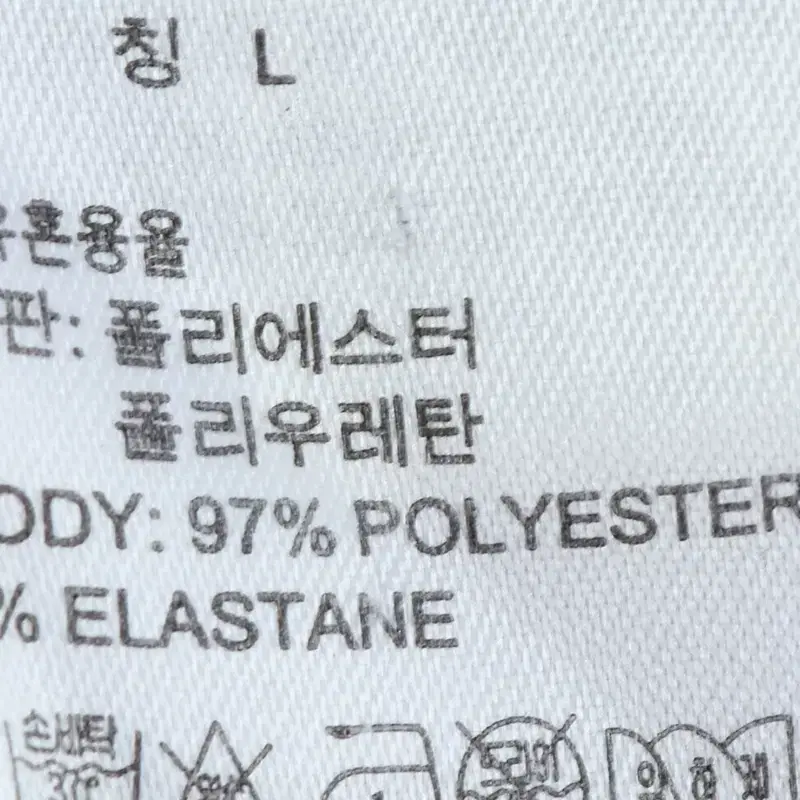 칭 L
혼용율
판: 폴리에스터
폴리우레탄
ODY: 97% POLYESTER
% ELASTANE
손세탁
30°